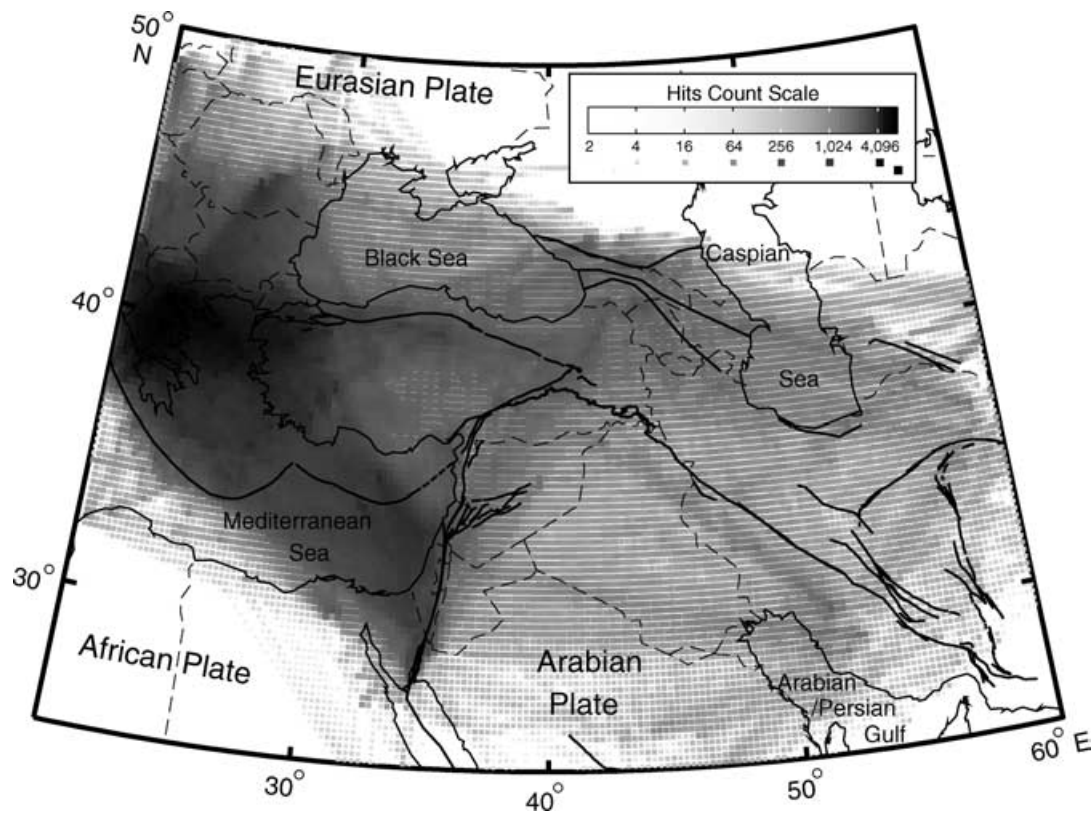 50°
N
Eurasian Plate
Hits Count Scale
2 4 16 64 256 1,024 4,096
Black Sea
Caspian
40°
Sea
Mediterranean
Sea
30°
African Plate
Arabian
Plate
Arabian
/Persian
Gulf
30°
40°
50°
60° E